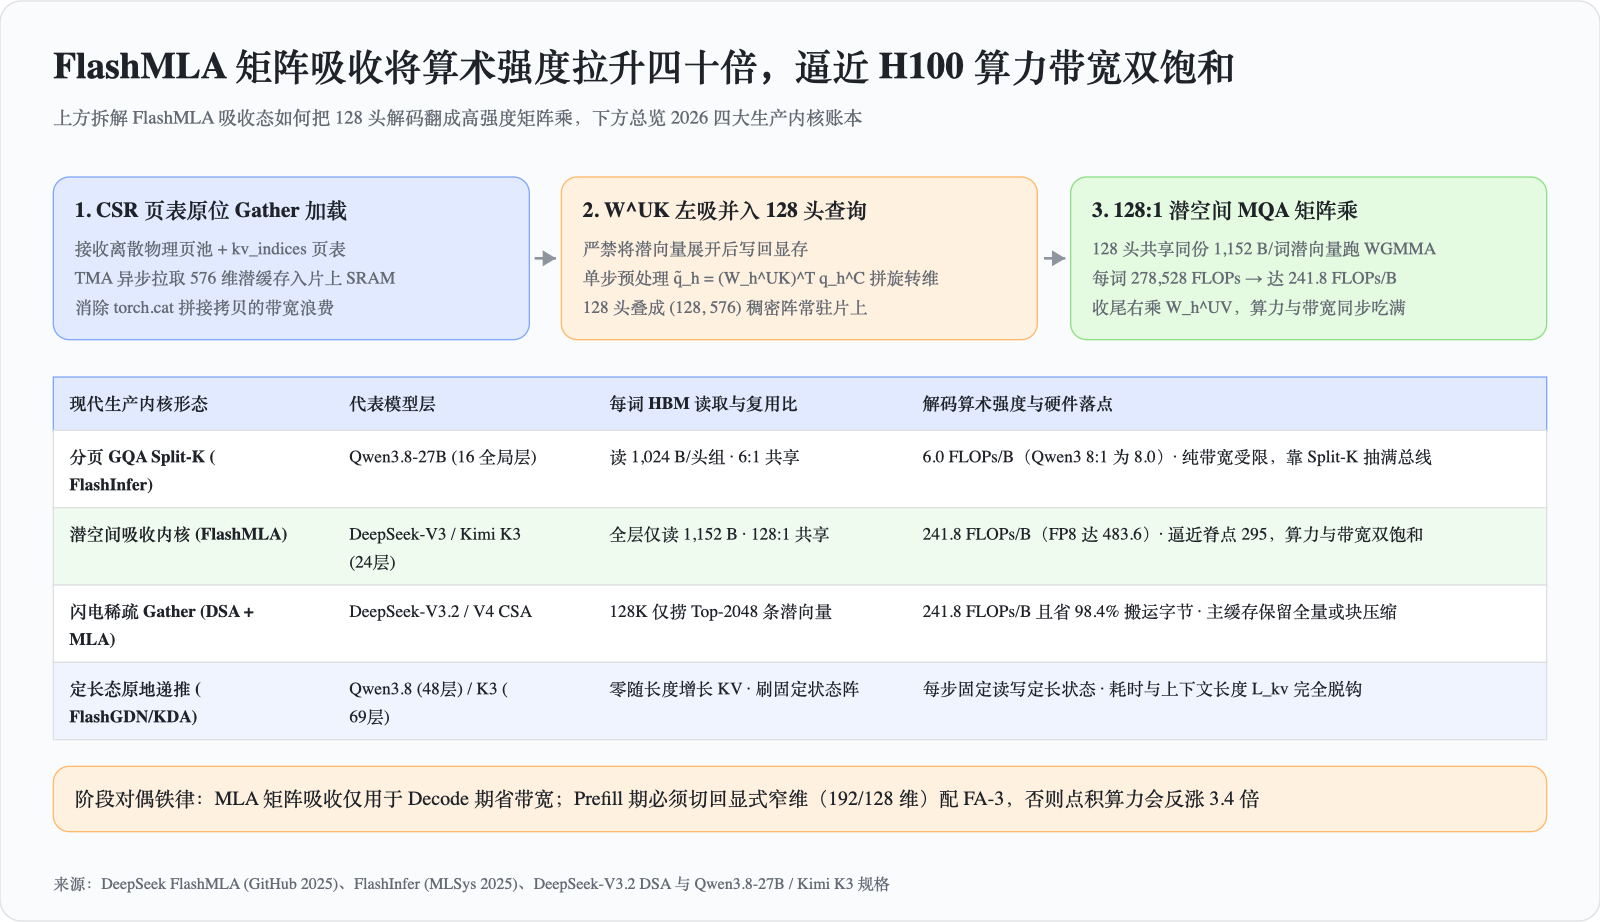 FlashMLA 矩阵吸收将算术强度拉升四十倍，逼近 H100 算力带宽双饱和
上方拆解 FlashMLA 吸收态如何把 128 头解码翻成高强度矩阵乘，下方总览 2026 四大生产内核账本
1. CSR 页表原位 Gather 加载
接收离散物理页池 + kv_indices 页表
TMA 异步拉取 576 维潜缓存入片上 SRAM
消除 torch.cat 拼接拷贝的带宽浪费
2. W^UK 左吸并入 128 头查询
严禁将潜向量展开后写回显存
单步预处理 q̃_h = (W_h^UK)^T q_h^C 拼旋转维
128 头叠成 (128, 576) 稠密阵常驻片上
3. 128:1 潜空间 MQA 矩阵乘
128 头共享同份 1,152 B/词潜向量跑 WGMMA
每词 278,528 FLOPs → 达 241.8 FLOPs/B
收尾右乘 W_h^UV，算力与带宽同步吃满
现代生产内核形态 代表模型层 每词 HBM 读取与复用比 解码算术强度与硬件落点
分页 GQA Split-K ( Qwen3.8-27B (16 全局层) 读 1,024 B/头组 · 6:1 共享 6.0 FLOPs/B（Qwen3 8:1 为 8.0）· 纯带宽受限，靠 Split-K 抽满总线
FlashInfer)
潜空间吸收内核 (FlashMLA) DeepSeek-V3 / Kimi K3 全层仅读 1,152 B · 128:1 共享 241.8 FLOPs/B（FP8 达 483.6）· 逼近脊点 295，算力与带宽双饱和
(24层)
闪电稀疏 Gather (DSA + DeepSeek-V3.2 / V4 CSA 128K 仅捞 Top-2048 条潜向量 241.8 FLOPs/B 且省 98.4% 搬运字节 · 主缓存保留全量或块压缩
MLA)
定长态原地递推 ( Qwen3.8 (48层) / K3 ( 零随长度增长 KV · 刷固定状态阵 每步固定读写定长状态 · 耗时与上下文长度 L_kv 完全脱钩
FlashGDN/KDA) 69层)
阶段对偶铁律：MLA 矩阵吸收仅用于 Decode 期省带宽；Prefill 期必须切回显式窄维（192/128 维）配 FA-3，否则点积算力会反涨 3.4 倍
来源：DeepSeek FlashMLA (GitHub 2025)、FlashInfer (MLSys 2025)、DeepSeek-V3.2 DSA 与 Qwen3.8-27B / Kimi K3 规格